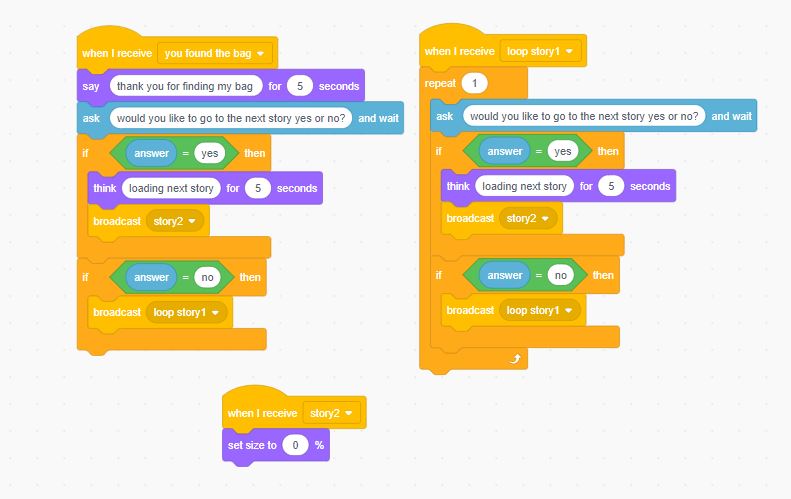 when I receive you found the bag
say thank you for finding my bag for 5 seconds
ask would you like to go to the next story yes or no? and wait
if answer = yes then
think loading next story for 5 seconds
broadcast story2
if answer = no then
broadcast loop story1
when I receive loop story1
repeat 1
ask would you like to go to the next story yes or no? and wait
if answer = yes then
think loading next story for 5 seconds
broadcast story2
if answer = no then
broadcast loop story1
when I receive story2
set size to 0 %